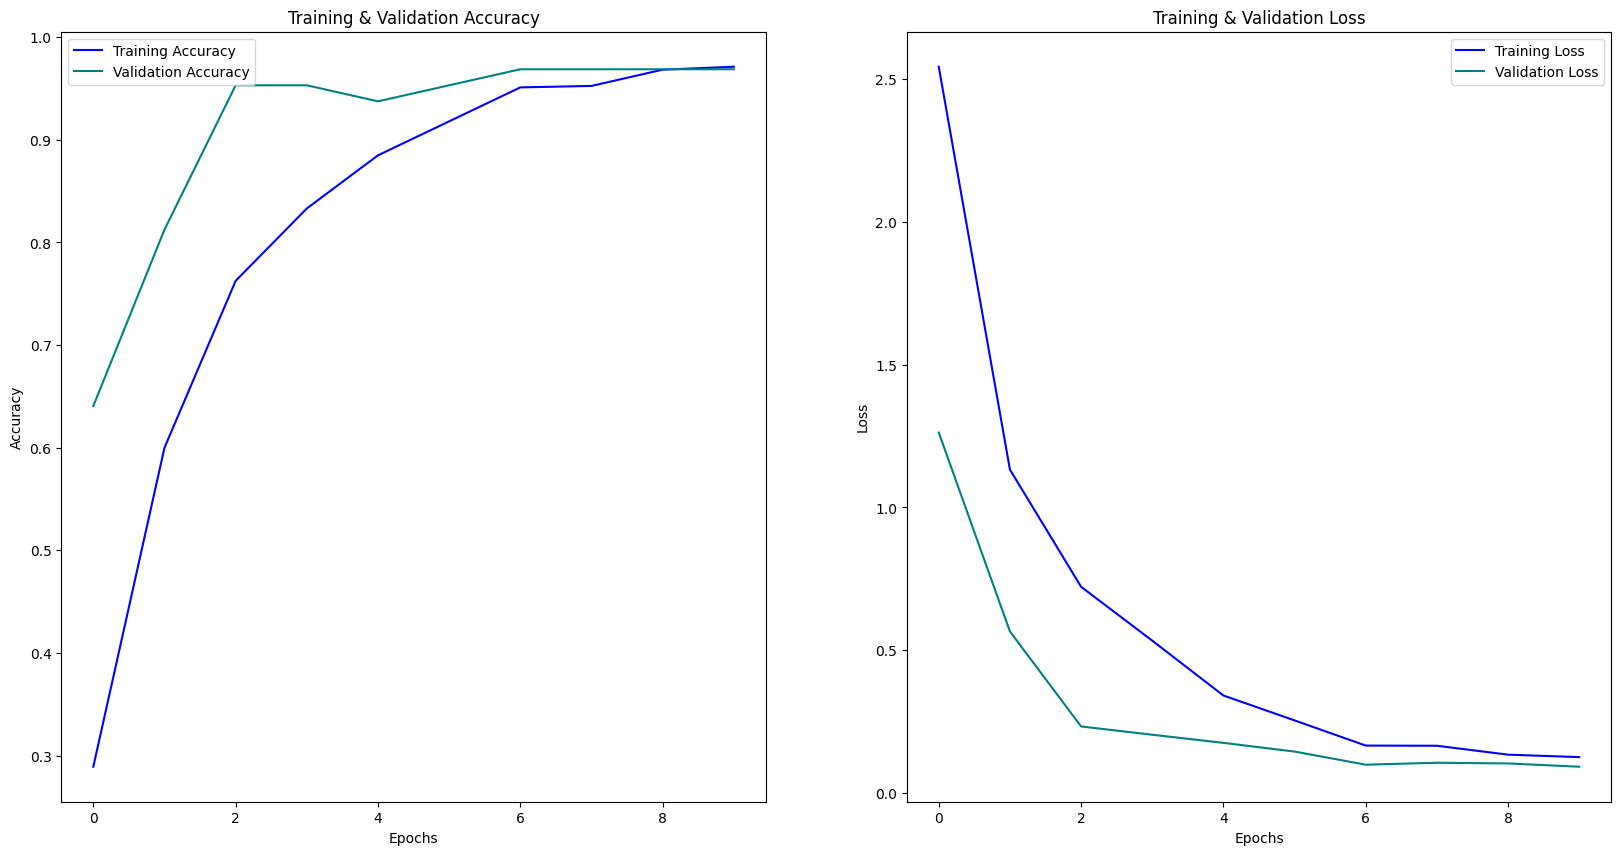 Training & Validation Accuracy
Training Accuracy
Validation Accuracy
1.0
0.9
0.8
0.7
0.6
0.5
0.4
0.3
Accuracy
0 2 4 6 8
Epochs
Training & Validation Loss
Training Loss
Validation Loss
2.5
2.0
1.5
1.0
0.5
0.0
Loss
0 2 4 6 8
Epochs